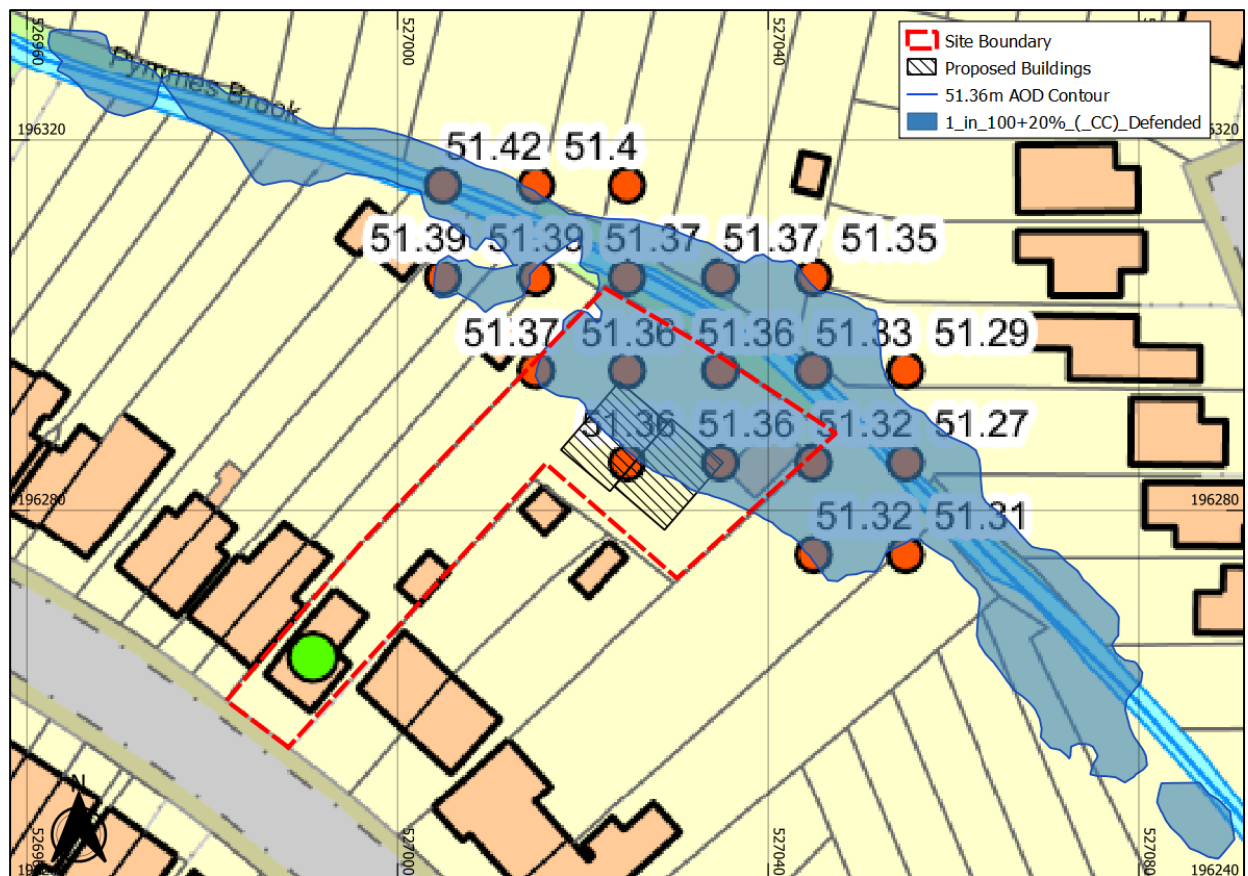 526960
527000
527040
Site Boundary
Proposed Buildings
51.36m AOD Contour
1_in_100+20%_(_CC)_Defended
Pymmes Brook
196320
196320
51.42 51.4
51.39 51.39 51.37 51.37 51.35
51.37 51.36 51.36 51.33 51.29
51.36 51.36 51.32 51.27
196280
196280
51.32 51.31
N
527000
527040
527080
196240